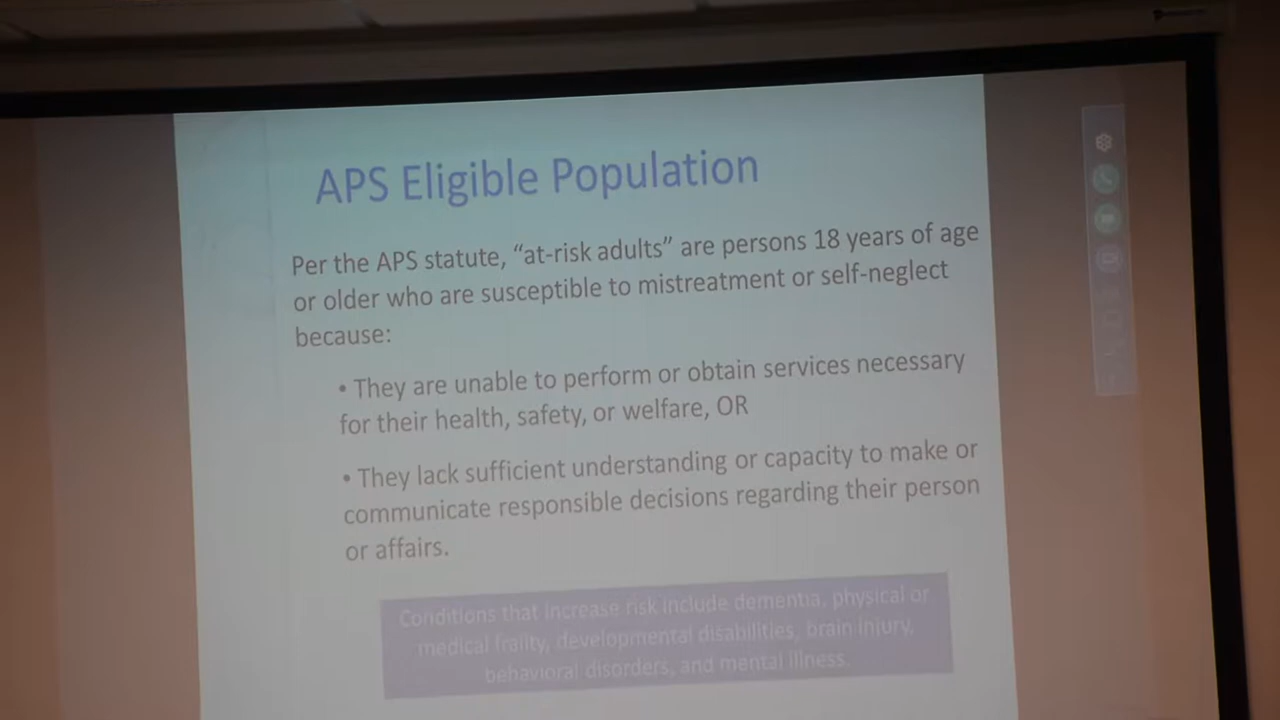 APS Eligible Population
Per the APS statute, “at-risk adults” are persons 18 years of age
or older who are susceptible to mistreatment or self-neglect
because:
• They are unable to perform or obtain services necessary
for their health, safety, or welfare, OR
• They lack sufficient understanding or capacity to make or
communicate responsible decisions regarding their person
or affairs.
Conditions that increase risk include dementia, physical or
medical frailty, developmental disabilities, brain injury,
behavioral disorders, and mental illness.